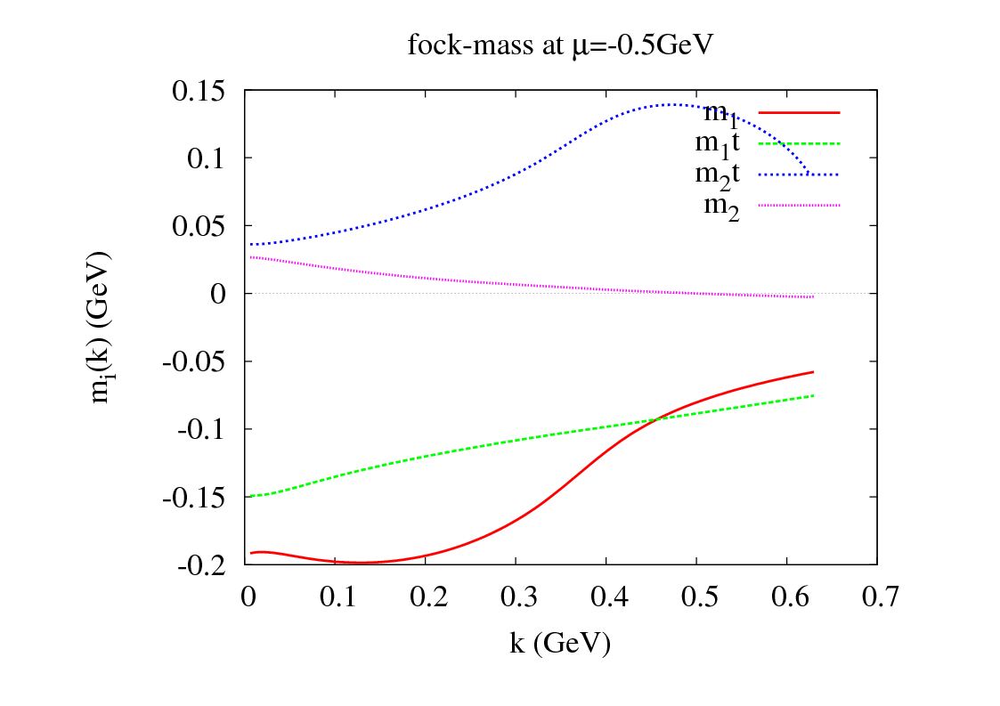 fock-mass at μ=-0.5GeV
0.15
0.1
0.05
0
-0.05
-0.1
-0.15
-0.2
m_i(k) (GeV)
m_1
m_1t
m_2t
m_2
0 0.1 0.2 0.3 0.4 0.5 0.6 0.7
k (GeV)